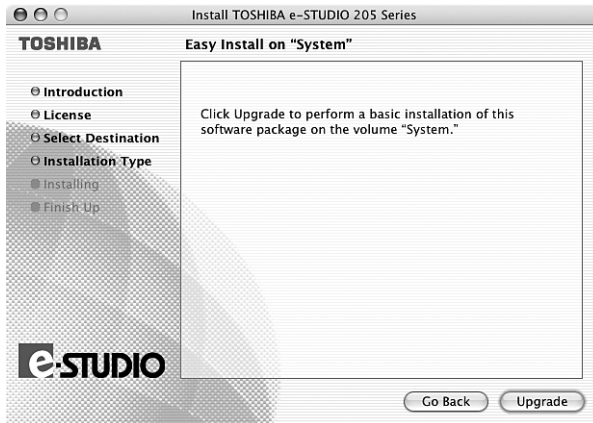 Install TOSHIBA e-STUDIO 205 Series
TOSHIBA
Easy Install on “System”
Introduction
License
Select Destination
Installation Type
Installing
Finish Up
Click Upgrade to perform a basic installation of this
software package on the volume “System.”
e-STUDIO
Go Back
Upgrade